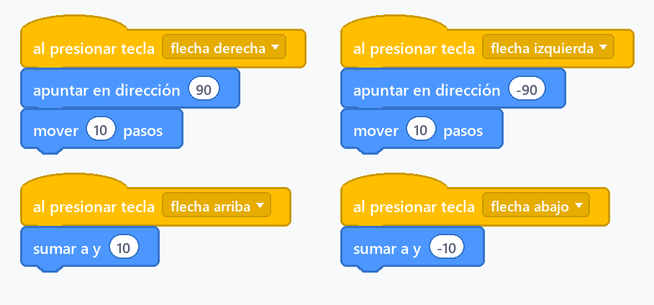 al presionar tecla flecha derecha
apuntar en dirección 90
mover 10 pasos
al presionar tecla flecha izquierda
apuntar en dirección -90
mover 10 pasos
al presionar tecla flecha arriba
sumar a y 10
al presionar tecla flecha abajo
sumar a y -10